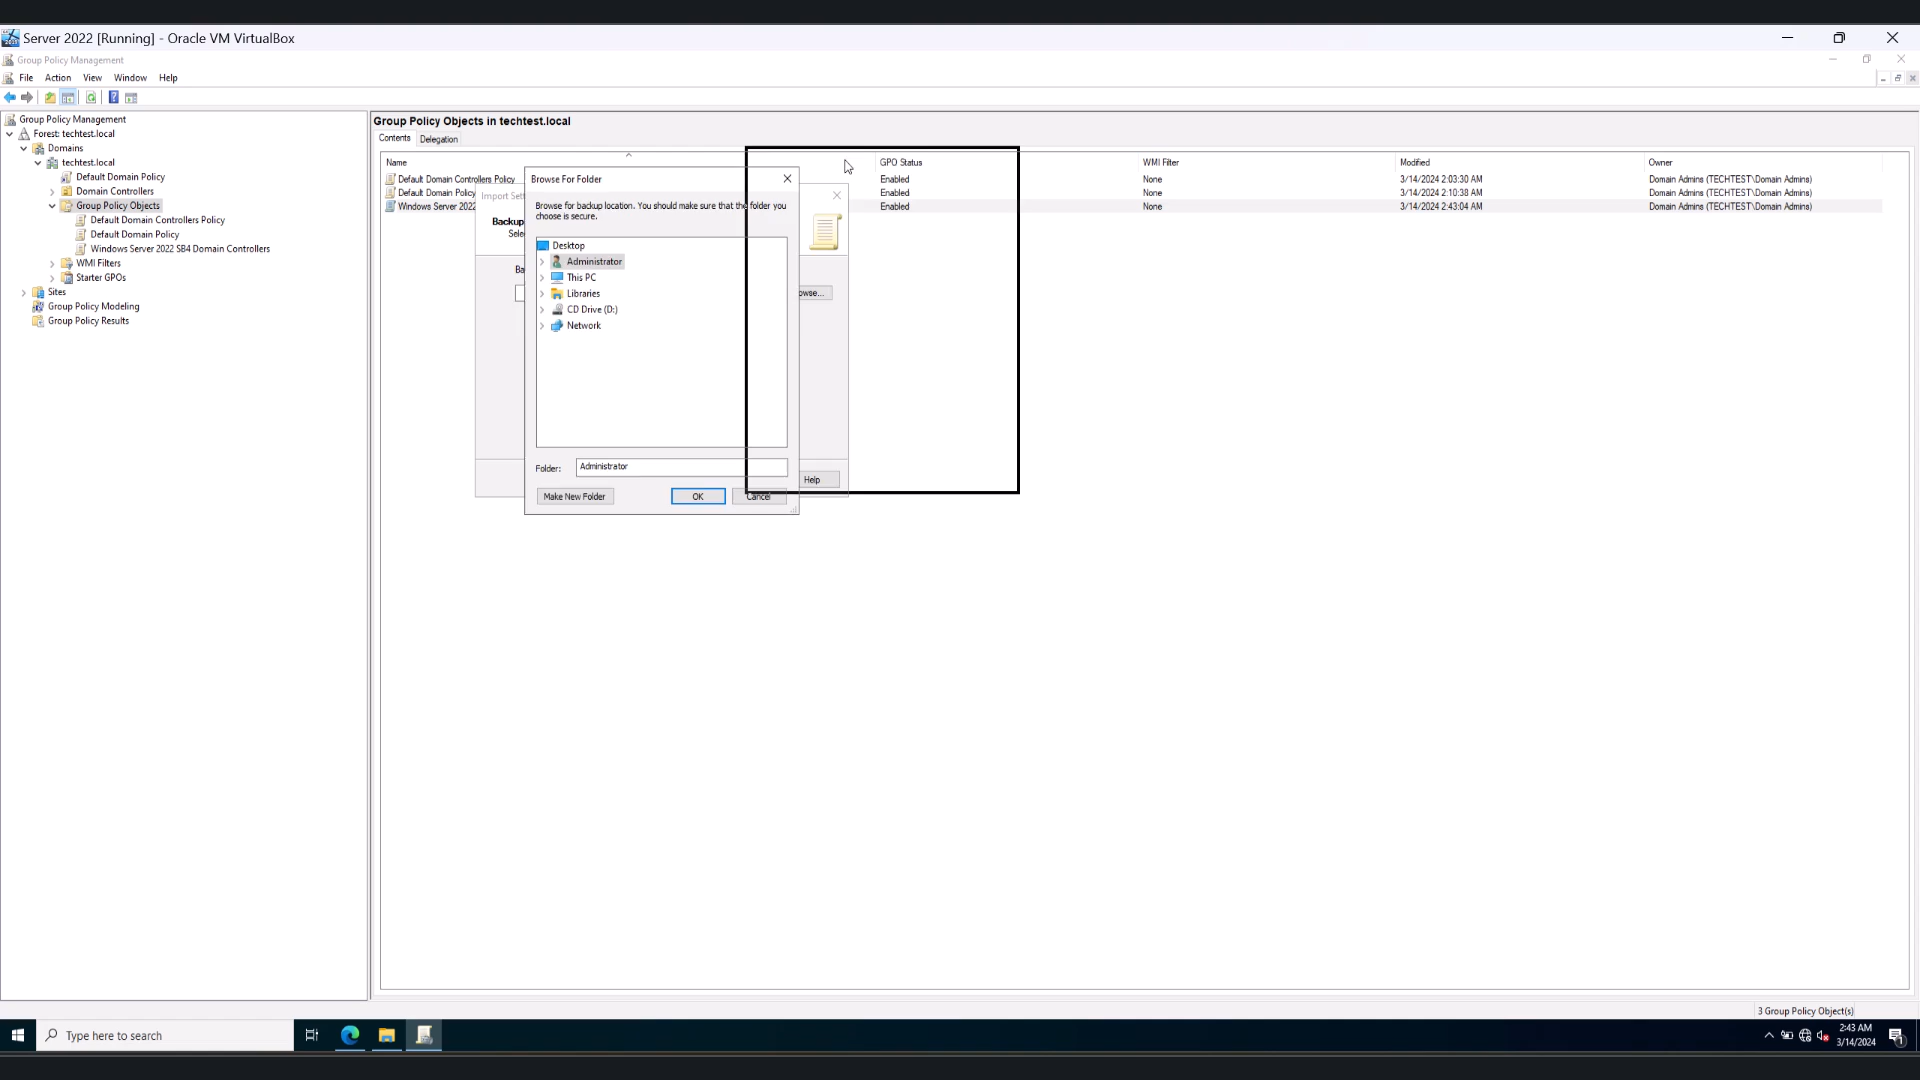 Server 2022 [Running] - Oracle VM VirtualBox
Group Policy Management
File Action View Window Help
Group Policy Management
Forest: techtest.local
Domains
techtest.local
Default Domain Policy
Domain Controllers
Group Policy Objects
Default Domain Controllers Policy
Default Domain Policy
Windows Server 2022 SB4 Domain Controllers
WMI Filters
Starter GPOs
Sites
Group Policy Modeling
Group Policy Results
Group Policy Objects in techtest.local
Contents Delegation
Name GPO Status WMI Filter Modified Owner
Default Domain Controllers Policy Enabled None 3/14/2024 2:03:30 AM Domain Admins (TECHTEST\Domain Admins)
Default Domain Policy Enabled None 3/14/2024 2:10:38 AM Domain Admins (TECHTEST\Domain Admins)
Windows Server 2022 Enabled None 3/14/2024 2:43:04 AM Domain Admins (TECHTEST\Domain Admins)
Import Sett
Backup
Sele
Ba
owse...
Help
Browse For Folder
Browse for backup location. You should make sure that the folder you
choose is secure.
Desktop
Administrator
This PC
Libraries
CD Drive (D:)
Network
Folder: Administrator
Make New Folder OK Cancel
3 Group Policy Object(s)
Type here to search
2:43 AM
3/14/2024
1